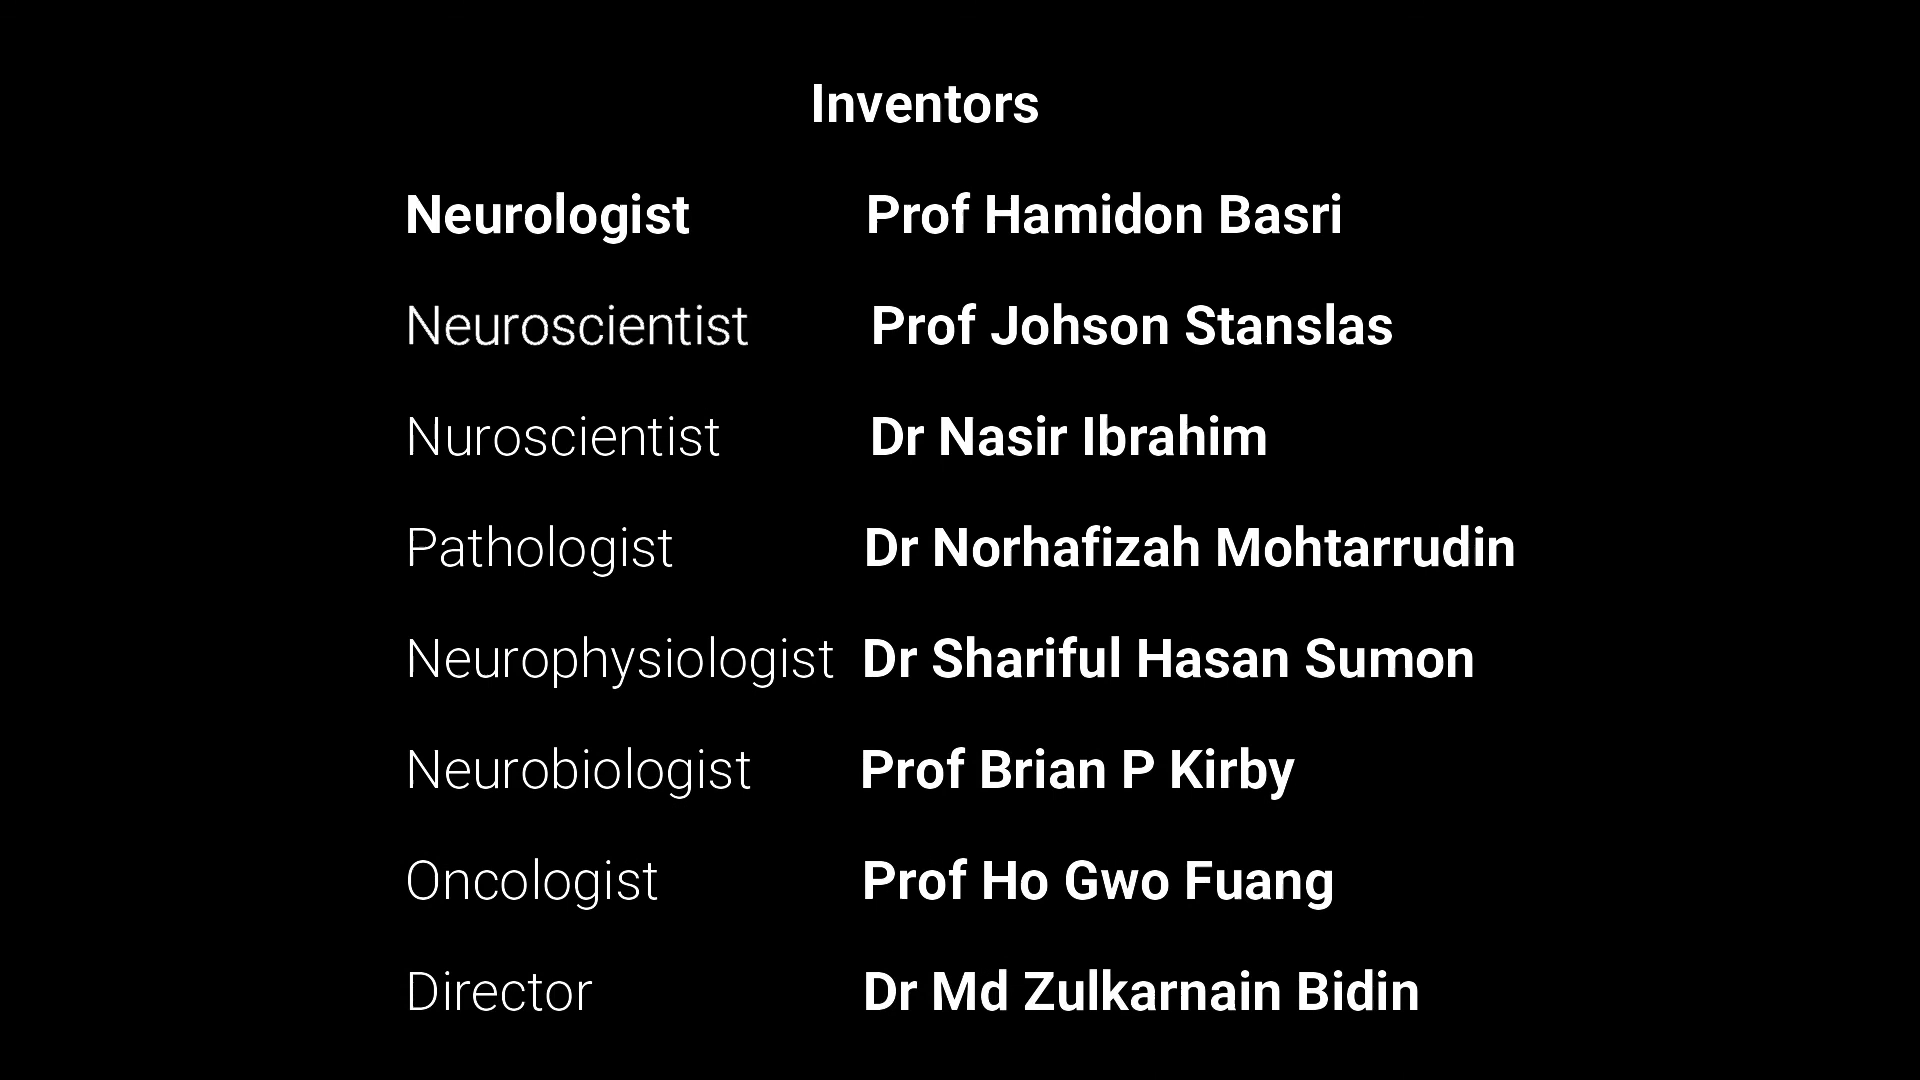 Inventors
Neurologist Prof Hamidon Basri
Neuroscientist Prof Johson Stanslas
Nuroscientist Dr Nasir Ibrahim
Pathologist Dr Norhafizah Mohtarrudin
Neurophysiologist Dr Shariful Hasan Sumon
Neurobiologist Prof Brian P Kirby
Oncologist Prof Ho Gwo Fuang
Director Dr Md Zulkarnain Bidin